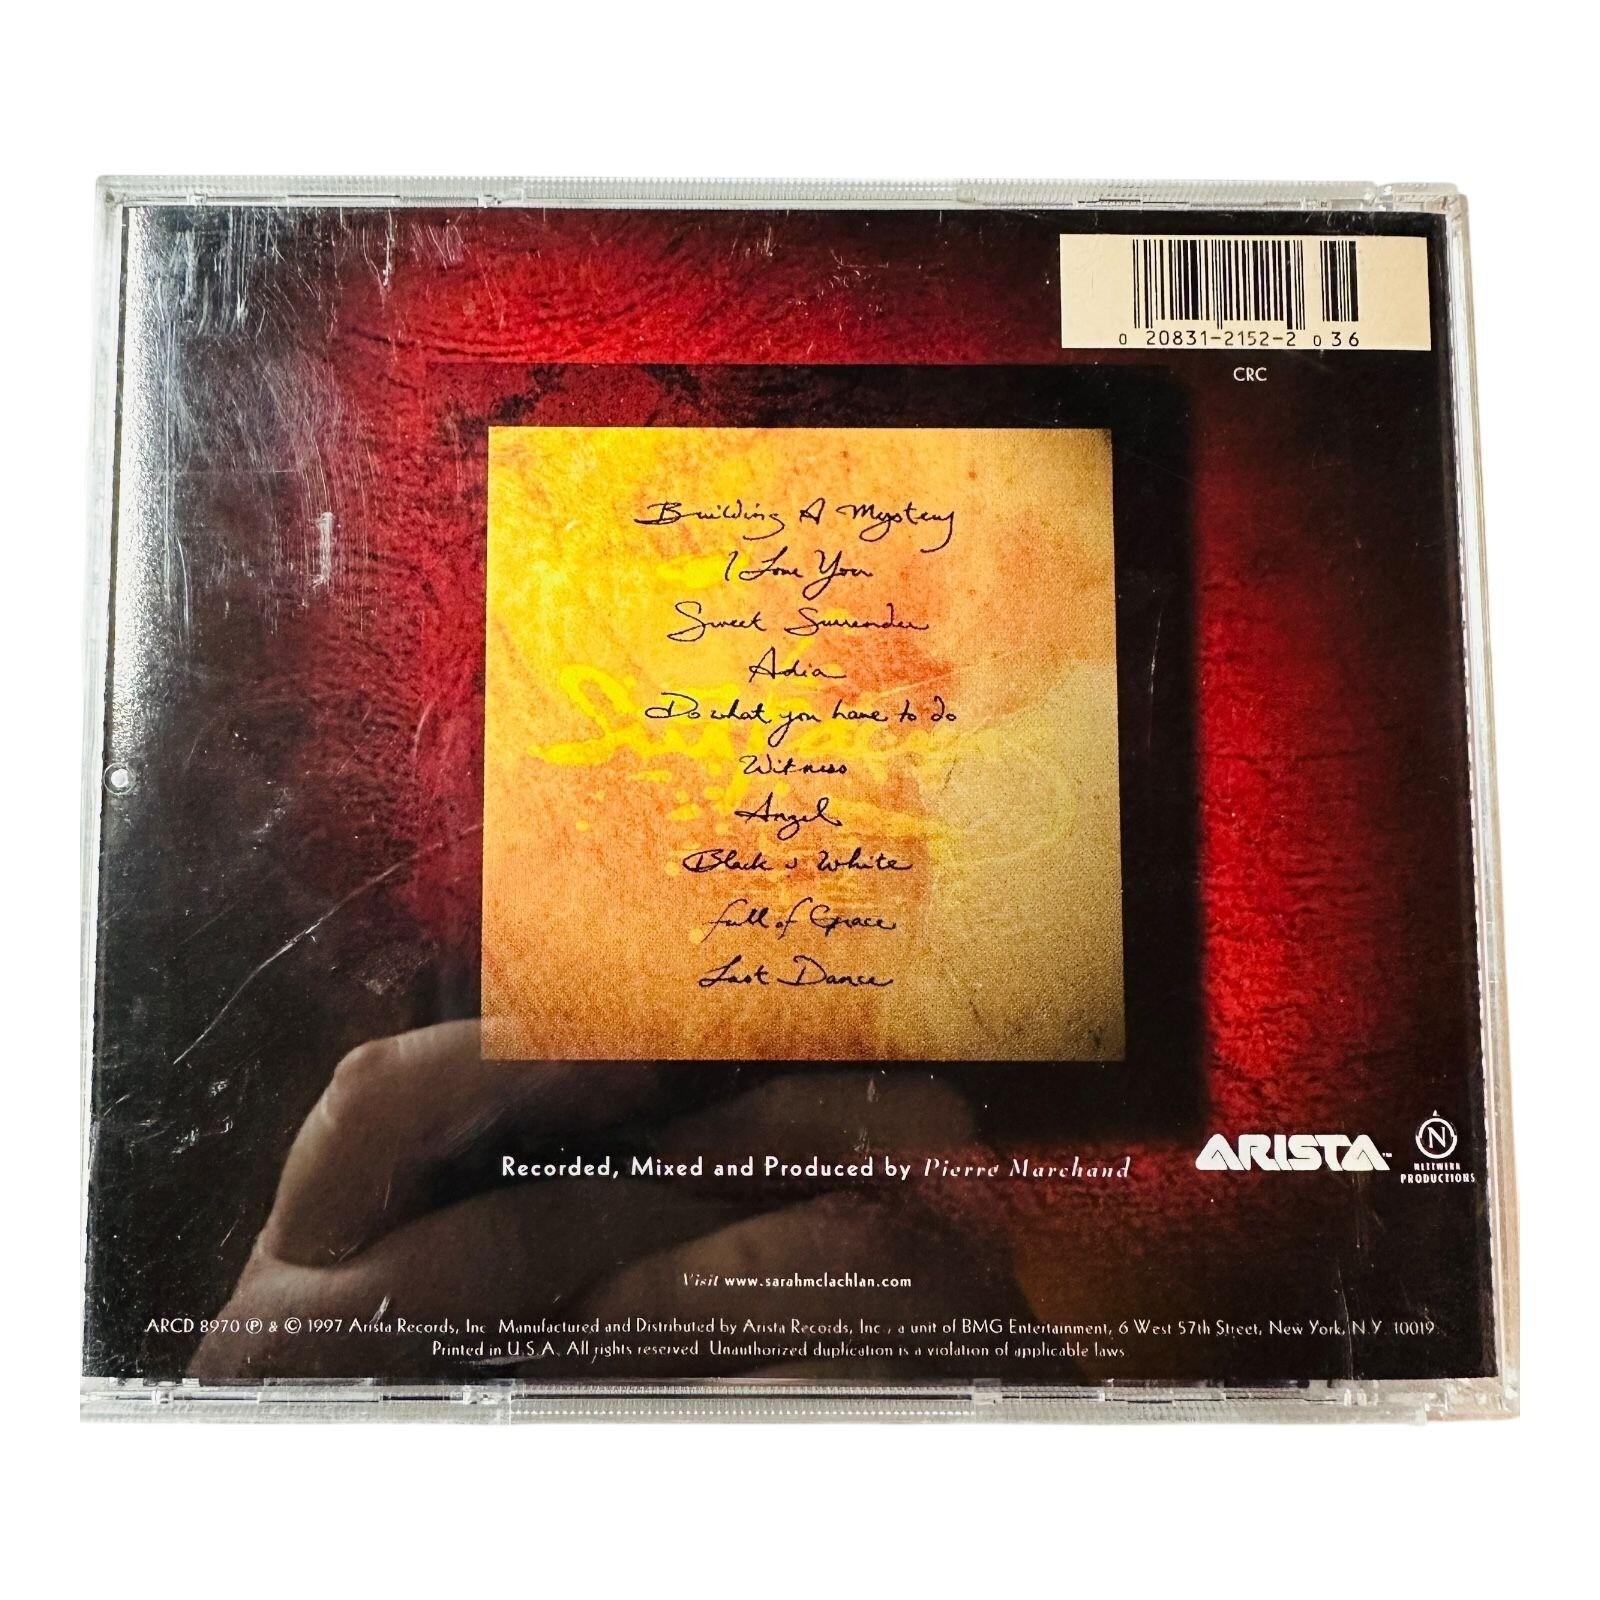 0 20831-2152-2 0 36
CRC
Building A Mystery
I Love You
Sweet Surrender
Adia
Do what you have to do
Witness
Angel
Black & White
Full of Grace
Last Dance
Recorded, Mixed and Produced by Pierre Marchand
ARISTA™
N
NETTWERK
PRODUCTIONS
Visit www.sarahmclachlan.com
ARCD 8970 ℗ & © 1997 Arista Records, Inc. Manufactured and Distributed by Arista Records, Inc., a unit of BMG Entertainment, 6 West 57th Street, New York, N.Y. 10019.
Printed in U.S.A. All rights reserved. Unauthorized duplication is a violation of applicable laws.